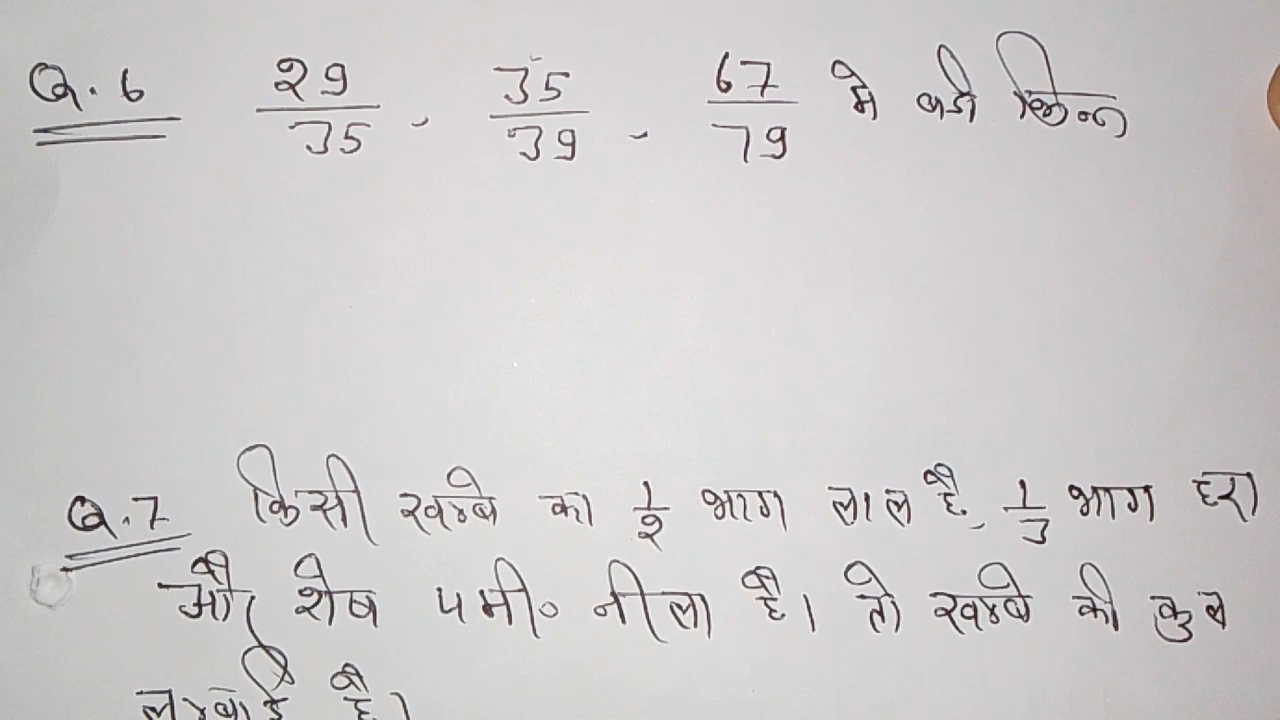 Q.6 29/35, 35/39, 67/79 मे बडी भिन्न
Q.7 किसी खम्बे का 1/2 भाग लाल है, 1/3 भाग हरा
और शेष 5 मी० नीला है। तो खम्बे की कुल
लम्बाई है।